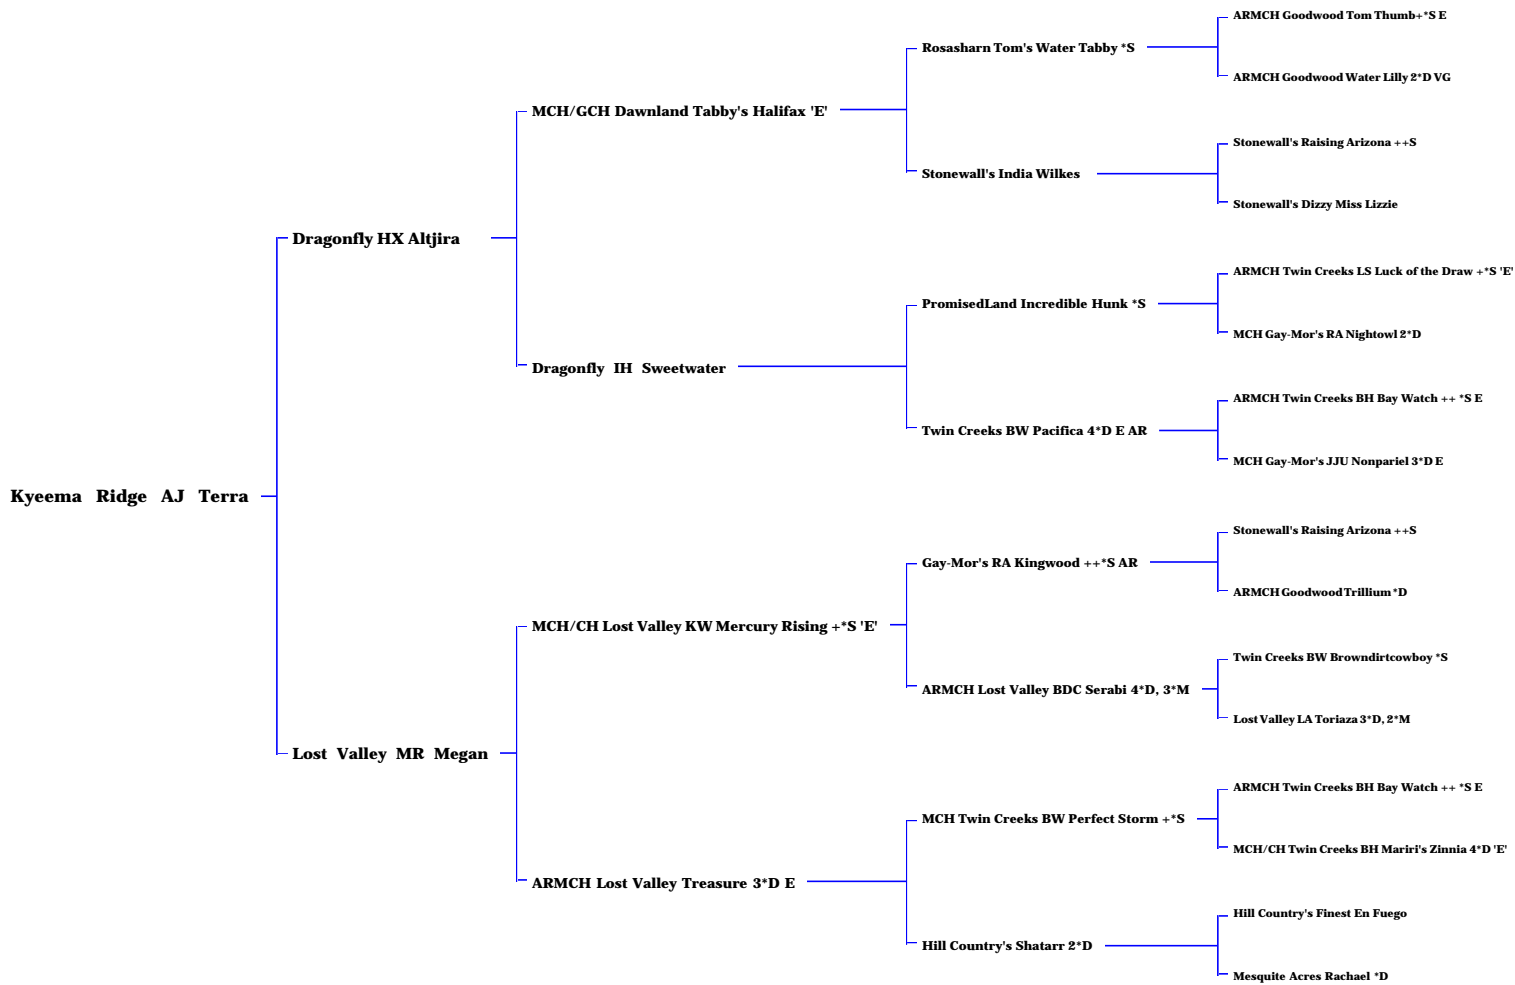 ARMCH Goodwood Tom Thumb+*S E
Rosasharn Tom's Water Tabby *S
ARMCH Goodwood Water Lilly 2*D VG
MCH/GCH Dawnland Tabby's Halifax 'E'
Stonewall's Raising Arizona ++S
Stonewall's India Wilkes
Stonewall's Dizzy Miss Lizzie
Dragonfly HX Altjira
ARMCH Twin Creeks LS Luck of the Draw +*S 'E'
PromisedLand Incredible Hunk *S
MCH Gay-Mor's RA Nightowl 2*D
Dragonfly IH Sweetwater
ARMCH Twin Creeks BH Bay Watch ++ *S E
Twin Creeks BW Pacifica 4*D E AR
MCH Gay-Mor's JJU Nonpariel 3*D E
Kyeema Ridge AJ Terra
Stonewall's Raising Arizona ++S
Gay-Mor's RA Kingwood ++*S AR
ARMCH Goodwood Trillium *D
MCH/CH Lost Valley KW Mercury Rising +*S 'E'
Twin Creeks BW Browndirtcowboy *S
ARMCH Lost Valley BDC Serabi 4*D, 3*M
Lost Valley LA Toriaza 3*D, 2*M
Lost Valley MR Megan
ARMCH Twin Creeks BH Bay Watch ++ *S E
MCH Twin Creeks BW Perfect Storm +*S
MCH/CH Twin Creeks BH Mariri's Zinnia 4*D 'E'
ARMCH Lost Valley Treasure 3*D E
Hill Country's Finest En Fuego
Hill Country's Shatarr 2*D
Mesquite Acres Rachael *D